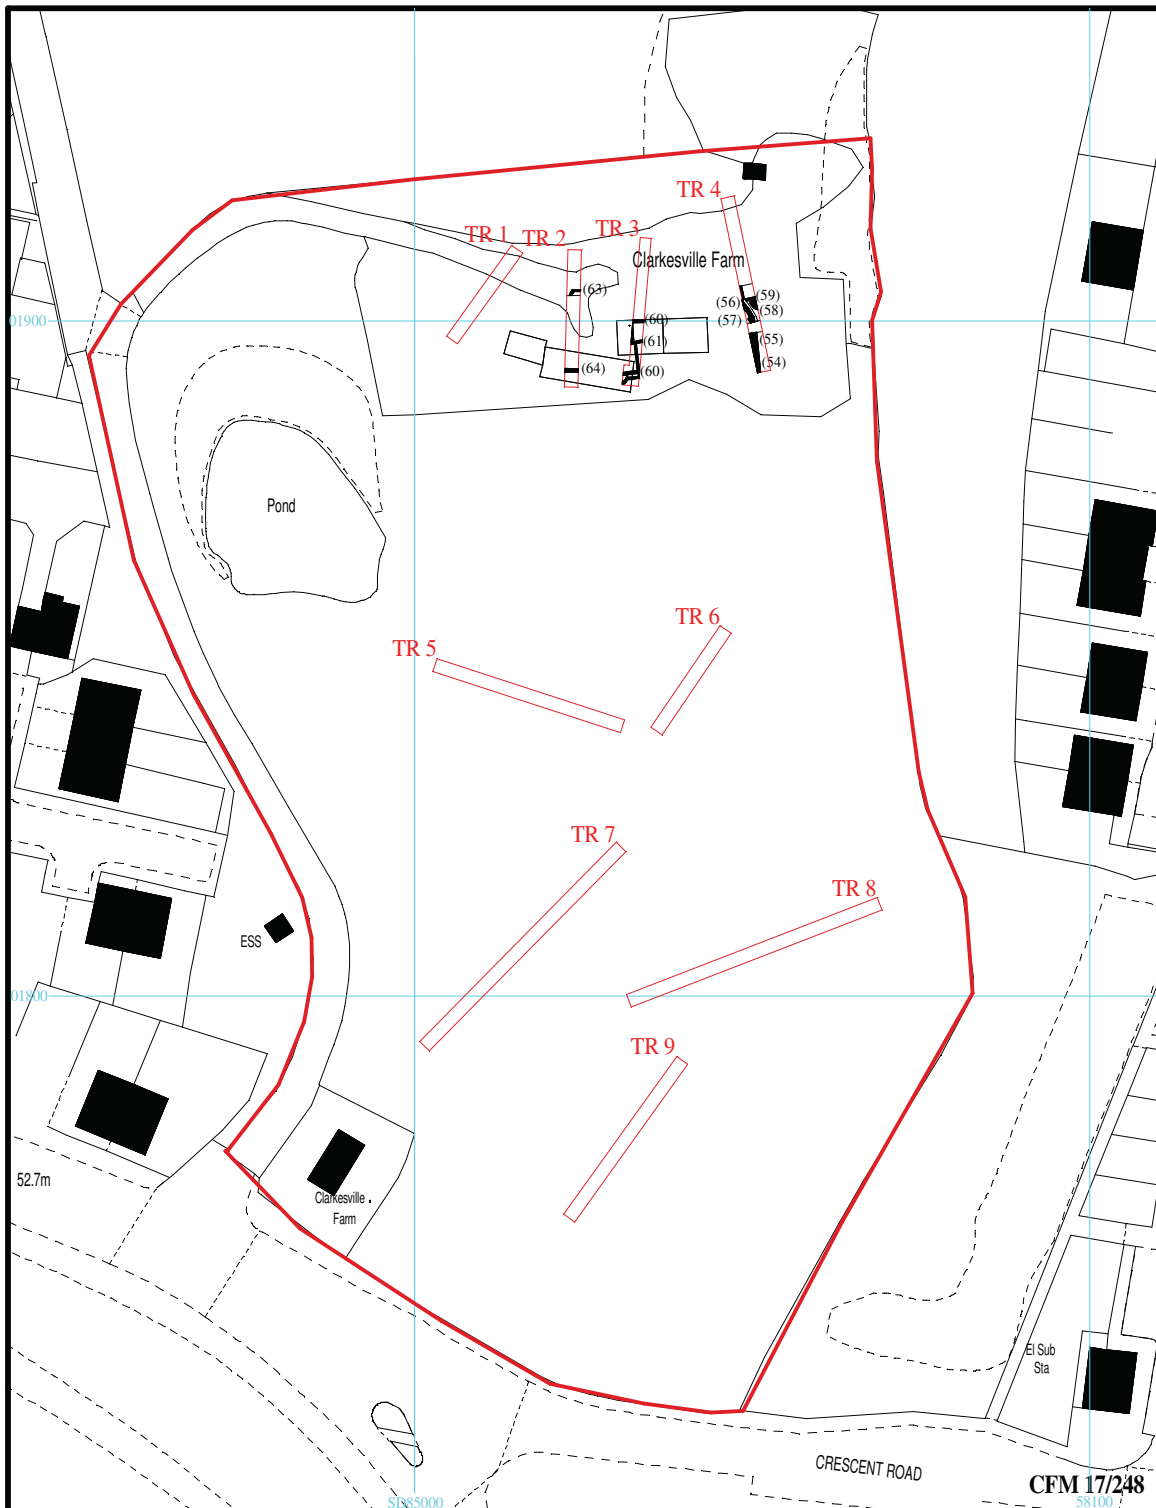 TR 4
TR 1
TR 2
TR 3
Clarkesville Farm
(63)
(59)
(56)
(58)
01900
(60)
(57)
(61)
(55)
(64)
(60)
(54)
Pond
TR 6
TR 5
TR 7
TR 8
ESS
01800
TR 9
52.7m
Clarkesville
Farm
El Sub
Sta
CRESCENT ROAD
CFM 17/248
SD85000
58100